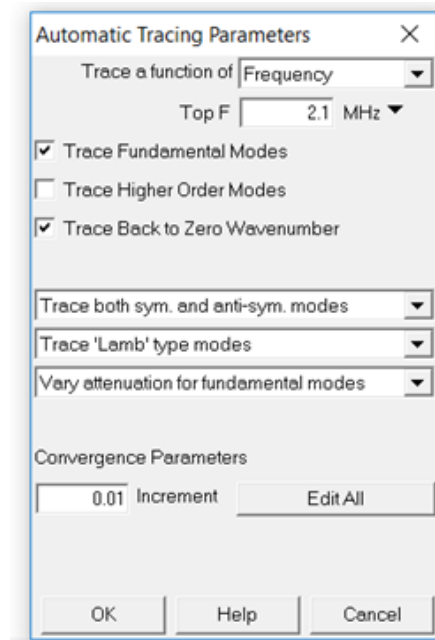 Automatic Tracing Parameters
Trace a function of Frequency
Top F 2.1 MHz
Trace Fundamental Modes
Trace Higher Order Modes
Trace Back to Zero Wavenumber
Trace both sym. and anti-sym. modes
Trace 'Lamb' type modes
Vary attenuation for fundamental modes
Convergence Parameters
0.01 Increment Edit All
OK Help Cancel